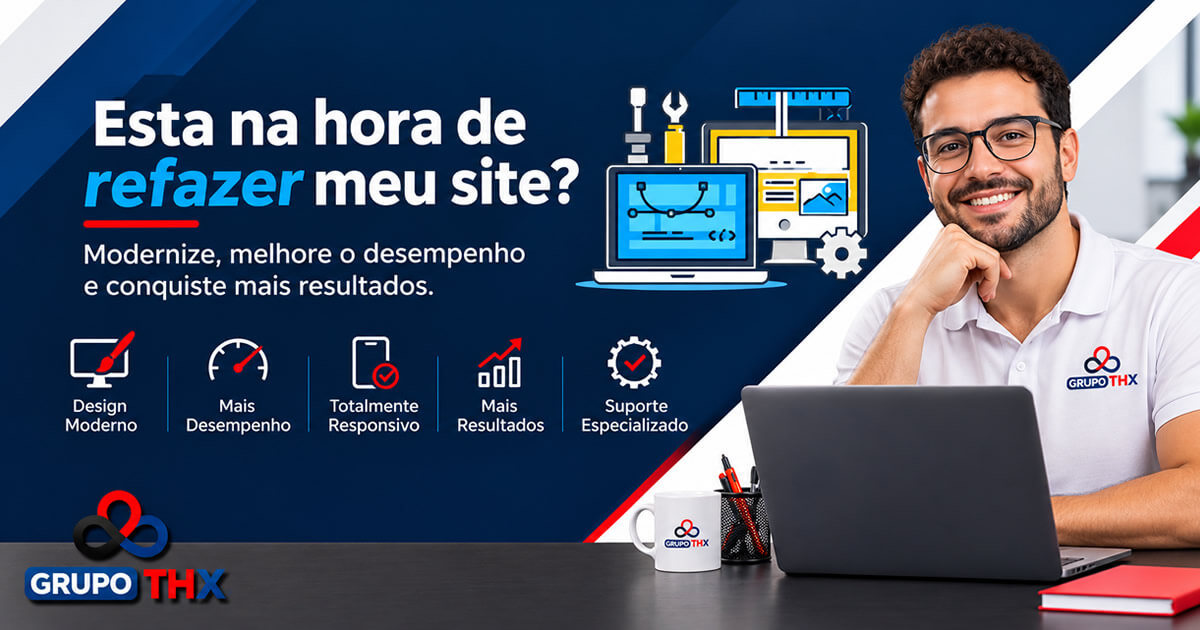 Esta na hora de
refazer meu site?
Modernize, melhore o desempenho
e conquiste mais resultados.
Design
Moderno
Mais
Desempenho
Totalmente
Responsivo
Mais
Resultados
Suporte
Especializado
GRUPO THX
GRUPO THX
GRUPO THX